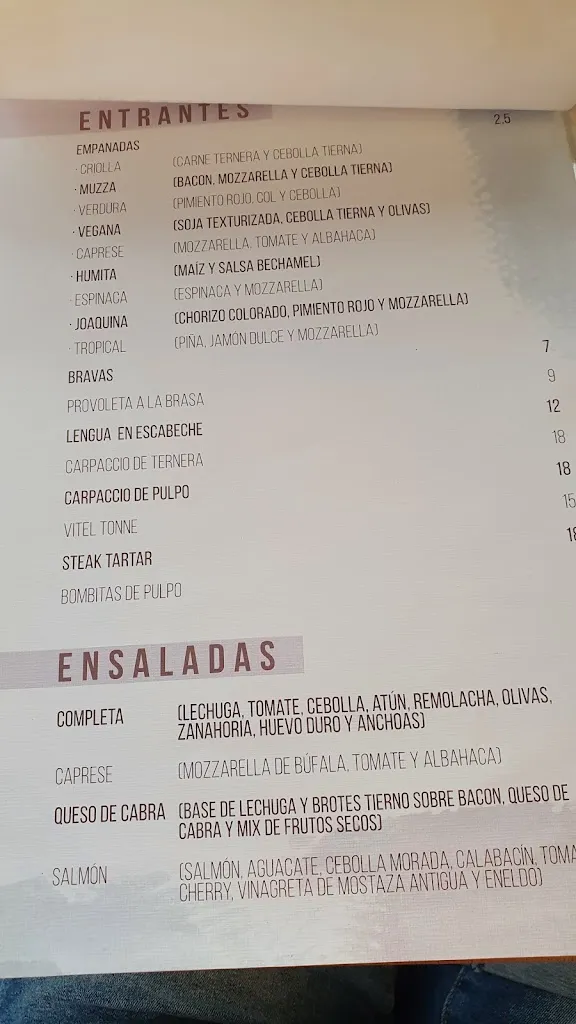 ENTRANTES
EMPANADAS 2,5
· CRIOLLA (CARNE TERNERA Y CEBOLLA TIERNA)
· MUZZA (BACON, MOZZARELLA Y CEBOLLA TIERNA)
· VERDURA (PIMIENTO ROJO, COL Y CEBOLLA)
· VEGANA (SOJA TEXTURIZADA, CEBOLLA TIERNA Y OLIVAS)
· CAPRESE (MOZZARELLA, TOMATE Y ALBAHACA)
· HUMITA (MAÍZ Y SALSA BECHAMEL)
· ESPINACA (ESPINACA Y MOZZARELLA)
· JOAQUINA (CHORIZO COLORADO, PIMIENTO ROJO Y MOZZARELLA)
· TROPICAL (PIÑA, JAMÓN DULCE Y MOZZARELLA)
BRAVAS 7
PROVOLETA A LA BRASA 9
LENGUA EN ESCABECHE 12
CARPACCIO DE TERNERA 18
CARPACCIO DE PULPO 18
VITEL TONNE 15
STEAK TARTAR
BOMBITAS DE PULPO
ENSALADAS
COMPLETA (LECHUGA, TOMATE, CEBOLLA, ATÚN, REMOLACHA, OLIVAS,
ZANAHORIA, HUEVO DURO Y ANCHOAS)
CAPRESE (MOZZARELLA DE BÚFALA, TOMATE Y ALBAHACA)
QUESO DE CABRA (BASE DE LECHUGA Y BROTES TIERNO SOBRE BACON, QUESO DE
CABRA Y MIX DE FRUTOS SECOS)
SALMÓN (SALMÓN, AGUACATE, CEBOLLA MORADA, CALABACÍN,
CHERRY, VINAGRETA DE MOSTAZA ANTIGUA Y ENELDO)